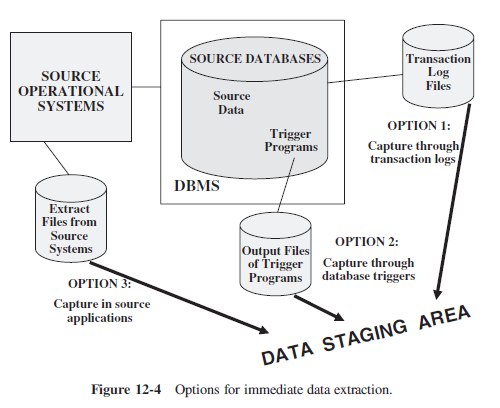 SOURCE
OPERATIONAL
SYSTEMS
SOURCE DATABASES
Source
Data
Trigger
Programs
DBMS
Transaction
Log
Files
OPTION 1:
Capture through
transaction logs
Extract
Files from
Source
Systems
Output Files
of Trigger
Programs
OPTION 2:
Capture through
database triggers
OPTION 3:
Capture in source
applications
DATA STAGING AREA
Figure 12-4 Options for immediate data extraction.